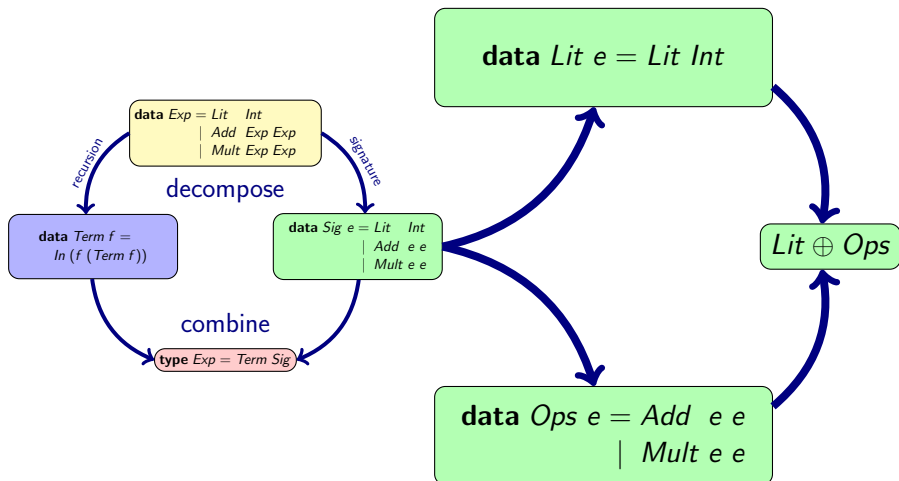 data Lit e = Lit Int
data Exp = Lit Int
| Add Exp Exp
| Mult Exp Exp
recursion
signature
decompose
data Term f =
In (f (Term f))
data Sig e = Lit Int
| Add e e
| Mult e e
Lit ⊕ Ops
combine
type Exp = Term Sig
data Ops e = Add e e
| Mult e e